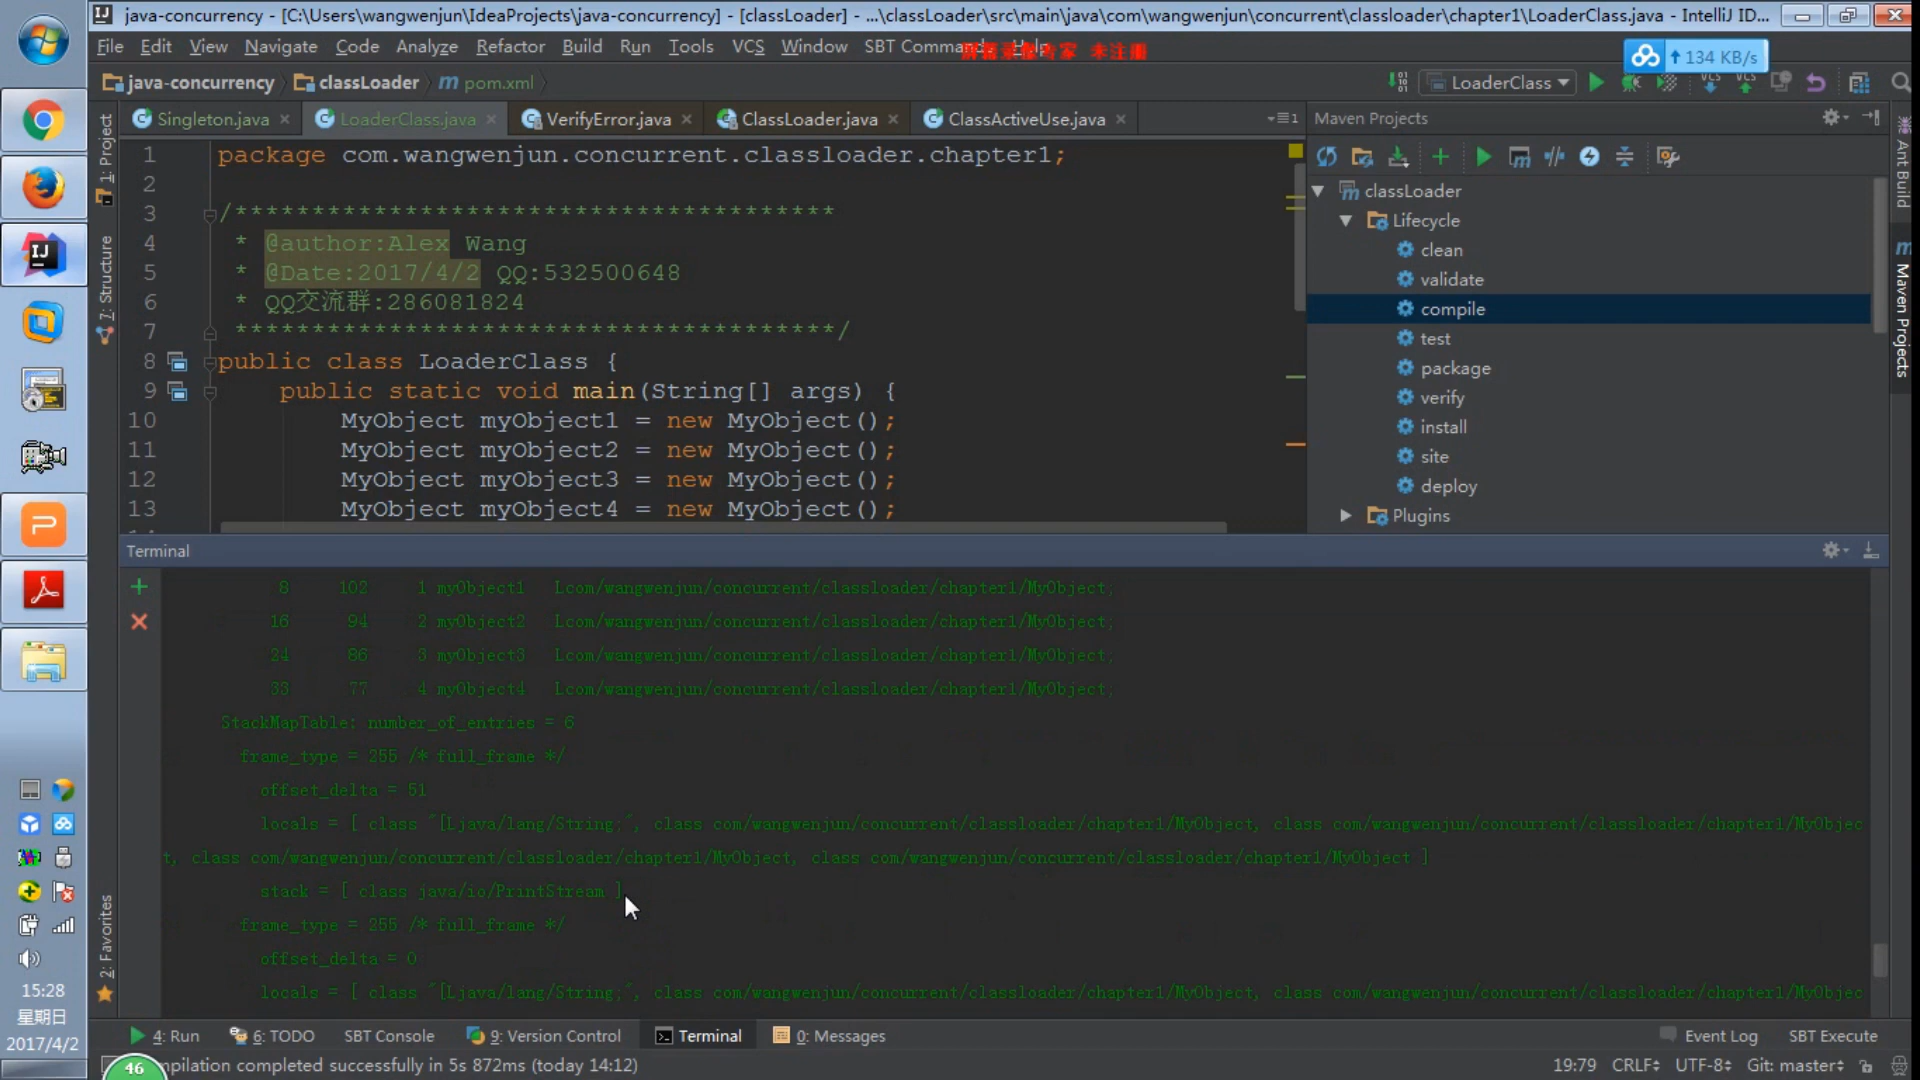 java-concurrency - [C:\Users\wangwenjun\IdeaProjects\java-concurrency] - [classLoader] - ...\classLoader\src\main\java\com\wangwenjun\concurrent\classloader\chapter1\LoaderClass.java - IntelliJ ID...
File Edit View Navigate Code Analyze Refactor Build Run Tools VCS Window SBT Command Help
屏幕录像专家 未注册
134 KB/s
java-concurrency classLoader pom.xml
LoaderClass
VCS VCS
Singleton.java LoaderClass.java VerifyError.java ClassLoader.java ClassActiveUse.java
1 package com.wangwenjun.concurrent.classloader.chapter1;
2
3 /***************************************
4 * @author:Alex Wang
5 * @Date:2017/4/2 QQ:532500648
6 * QQ交流群:286081824
7 ***************************************/
8 public class LoaderClass {
9 public static void main(String[] args) {
10 MyObject myObject1 = new MyObject();
11 MyObject myObject2 = new MyObject();
12 MyObject myObject3 = new MyObject();
13 MyObject myObject4 = new MyObject();
Maven Projects
classLoader
Lifecycle
clean
validate
compile
test
package
verify
install
site
deploy
Plugins
1: Project
7: Structure
2: Favorites
Ant Build
Maven Projects
Terminal
8 102 1 myObject1 Lcom/wangwenjun/concurrent/classloader/chapter1/MyObject;
16 94 2 myObject2 Lcom/wangwenjun/concurrent/classloader/chapter1/MyObject;
24 86 3 myObject3 Lcom/wangwenjun/concurrent/classloader/chapter1/MyObject;
33 77 4 myObject4 Lcom/wangwenjun/concurrent/classloader/chapter1/MyObject;
StackMapTable: number_of_entries = 6
frame_type = 255 /* full_frame */
offset_delta = 51
locals = [ class "[Ljava/lang/String;", class com/wangwenjun/concurrent/classloader/chapter1/MyObject, class com/wangwenjun/concurrent/classloader/chapter1/MyObjec
t, class com/wangwenjun/concurrent/classloader/chapter1/MyObject, class com/wangwenjun/concurrent/classloader/chapter1/MyObject ]
stack = [ class java/io/PrintStream ]
frame_type = 255 /* full_frame */
offset_delta = 0
locals = [ class "[Ljava/lang/String;", class com/wangwenjun/concurrent/classloader/chapter1/MyObject, class com/wangwenjun/concurrent/classloader/chapter1/MyObjec
4: Run 6: TODO SBT Console 9: Version Control Terminal 0: Messages Event Log SBT Execute
46
mpilation completed successfully in 5s 872ms (today 14:12)
19:79 CRLF UTF-8 Git: master
15:28
星期日
2017/4/2